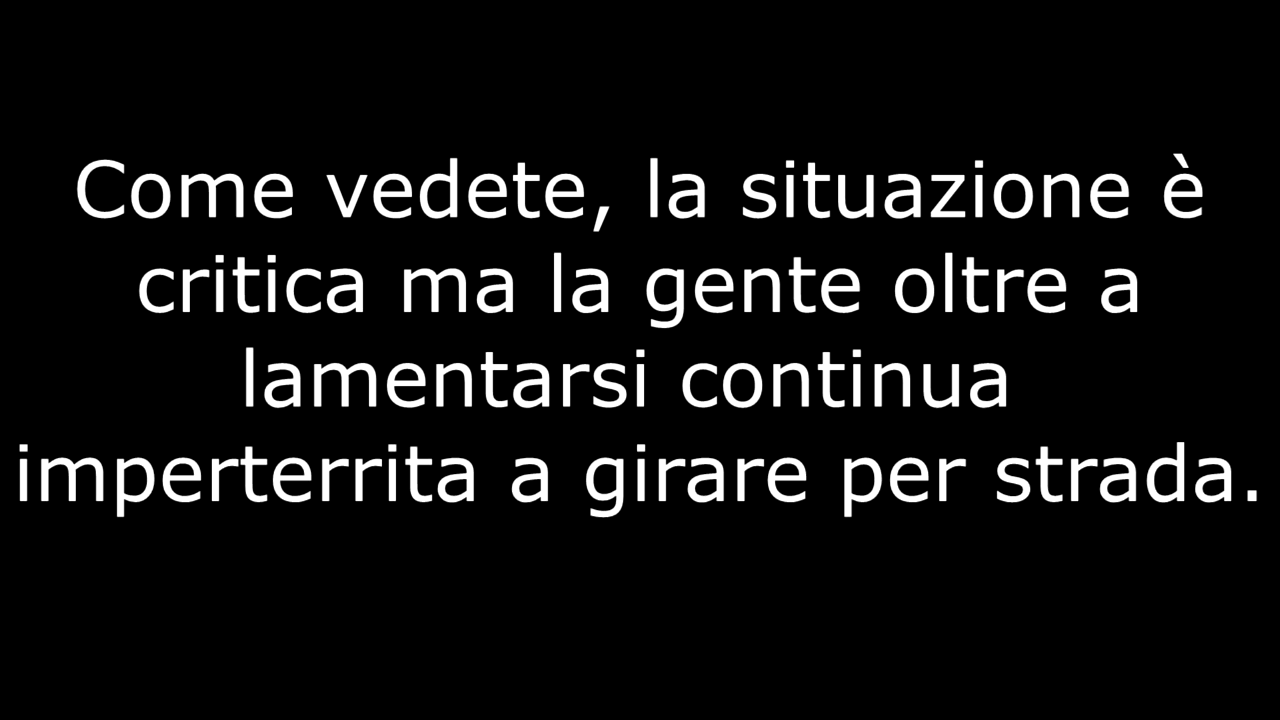 Come vedete, la situazione è
critica ma la gente oltre a
lamentarsi continua
imperterrita a girare per strada.